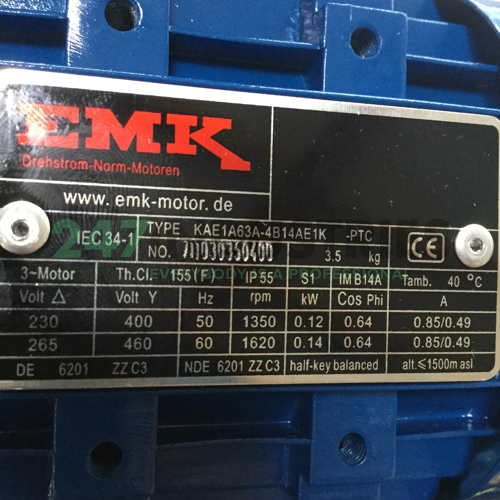 EMK
Drehstrom-Norm-Motoren
www.emk-motor.de
IEC 34-1 TYPE KAE1A63A-4B14AE1K -PTC
NO. 3.5 kg CE
3~Motor Th.Cl. 155 (F) IP 55 S1 IM B14A Tamb. 40 °C
Volt △ Volt Y Hz rpm kW Cos Phi A
230 400 50 1350 0.12 0.64 0.85/0.49
265 460 60 1620 0.14 0.64 0.85/0.49
DE 6201 ZZ C3 NDE 6201 ZZ C3 half-key balanced alt.≤1500m asl